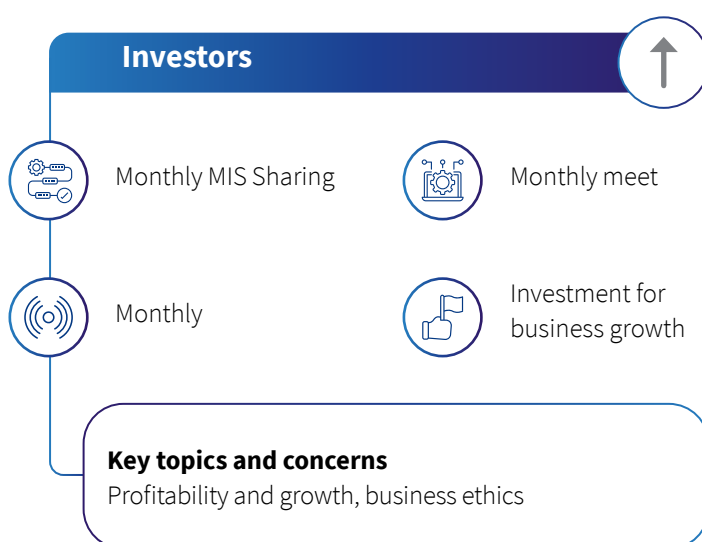 Investors
Monthly MIS Sharing
Monthly meet
Monthly
Investment for
business growth
Key topics and concerns
Profitability and growth, business ethics